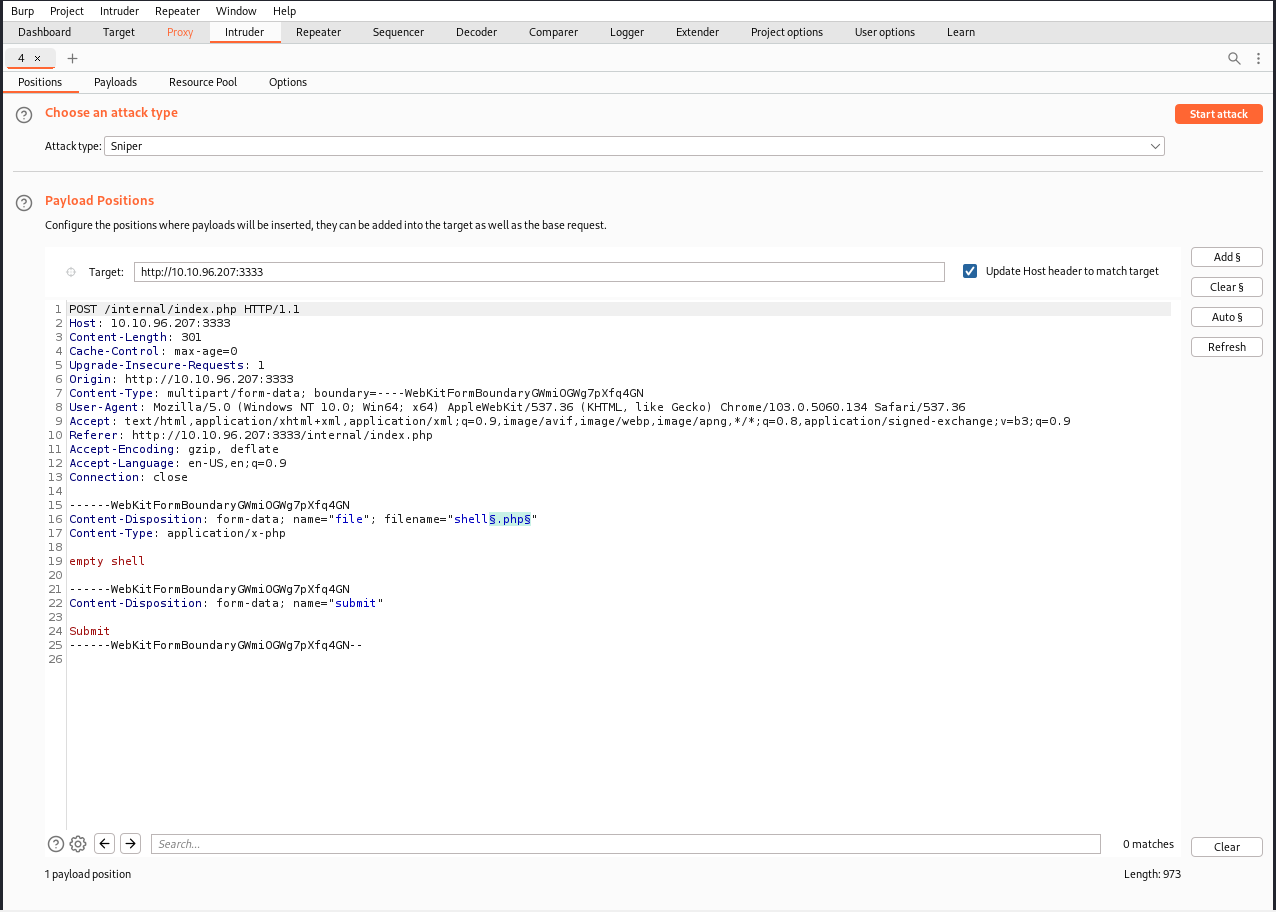 Burp Project Intruder Repeater Window Help
Dashboard Target Proxy Intruder Repeater Sequencer Decoder Comparer Logger Extender Project options User options Learn
4 × +
Positions Payloads Resource Pool Options
? Choose an attack type Start attack
Attack type: Sniper
? Payload Positions
Configure the positions where payloads will be inserted, they can be added into the target as well as the base request.
Target: http://10.10.96.207:3333 Update Host header to match target
Add §
Clear §
Auto §
Refresh
1 POST /internal/index.php HTTP/1.1
2 Host: 10.10.96.207:3333
3 Content-Length: 301
4 Cache-Control: max-age=0
5 Upgrade-Insecure-Requests: 1
6 Origin: http://10.10.96.207:3333
7 Content-Type: multipart/form-data; boundary=----WebKitFormBoundaryGWmiOGWg7pXfq4GN
8 User-Agent: Mozilla/5.0 (Windows NT 10.0; Win64; x64) AppleWebKit/537.36 (KHTML, like Gecko) Chrome/103.0.5060.134 Safari/537.36
9 Accept: text/html,application/xhtml+xml,application/xml;q=0.9,image/avif,image/webp,image/apng,*/*;q=0.8,application/signed-exchange;v=b3;q=0.9
10 Referer: http://10.10.96.207:3333/internal/index.php
11 Accept-Encoding: gzip, deflate
12 Accept-Language: en-US,en;q=0.9
13 Connection: close
14
15 ------WebKitFormBoundaryGWmiOGWg7pXfq4GN
16 Content-Disposition: form-data; name="file"; filename="shell§.php§"
17 Content-Type: application/x-php
18
19 empty shell
20
21 ------WebKitFormBoundaryGWmiOGWg7pXfq4GN
22 Content-Disposition: form-data; name="submit"
23
24 Submit
25 ------WebKitFormBoundaryGWmiOGWg7pXfq4GN--
26
? Search... 0 matches Clear
1 payload position Length: 973